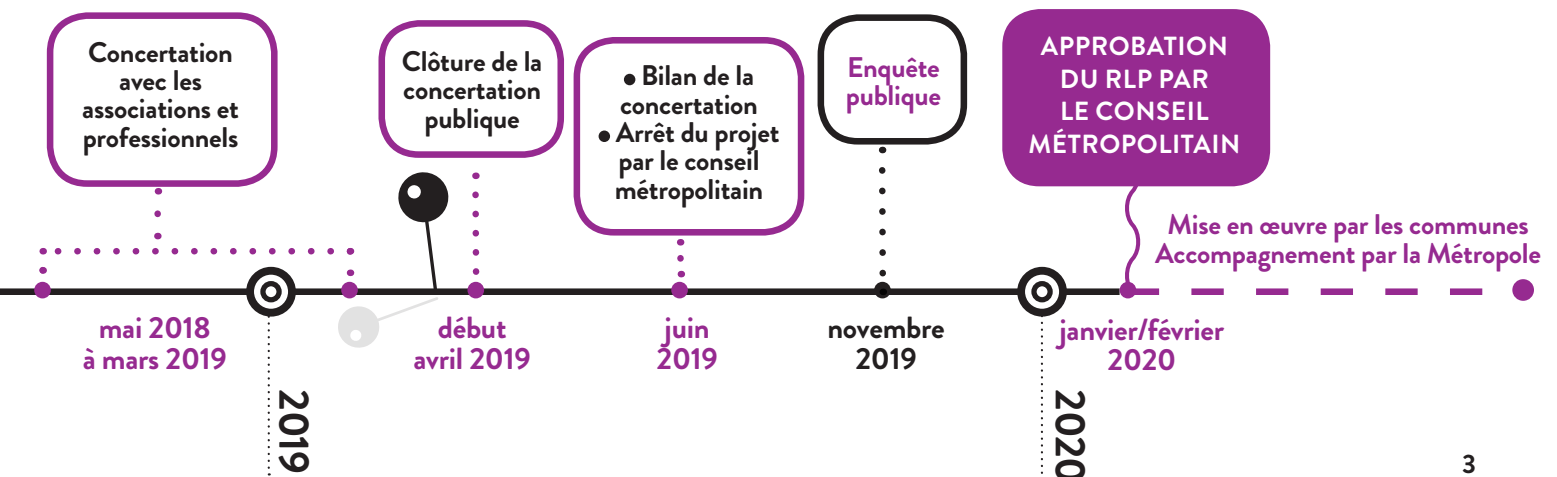 Concertation
avec les
associations et
professionnels
Clôture de la
concertation
publique
● Bilan de la
concertation
● Arrêt du projet
par le conseil
métropolitain
Enquête
publique
APPROBATION
DU RLP PAR
LE CONSEIL
MÉTROPOLITAIN
Mise en œuvre par les communes
Accompagnement par la Métropole
mai 2018
à mars 2019
2019
début
avril 2019
juin
2019
novembre
2019
2020
janvier/février
2020
3